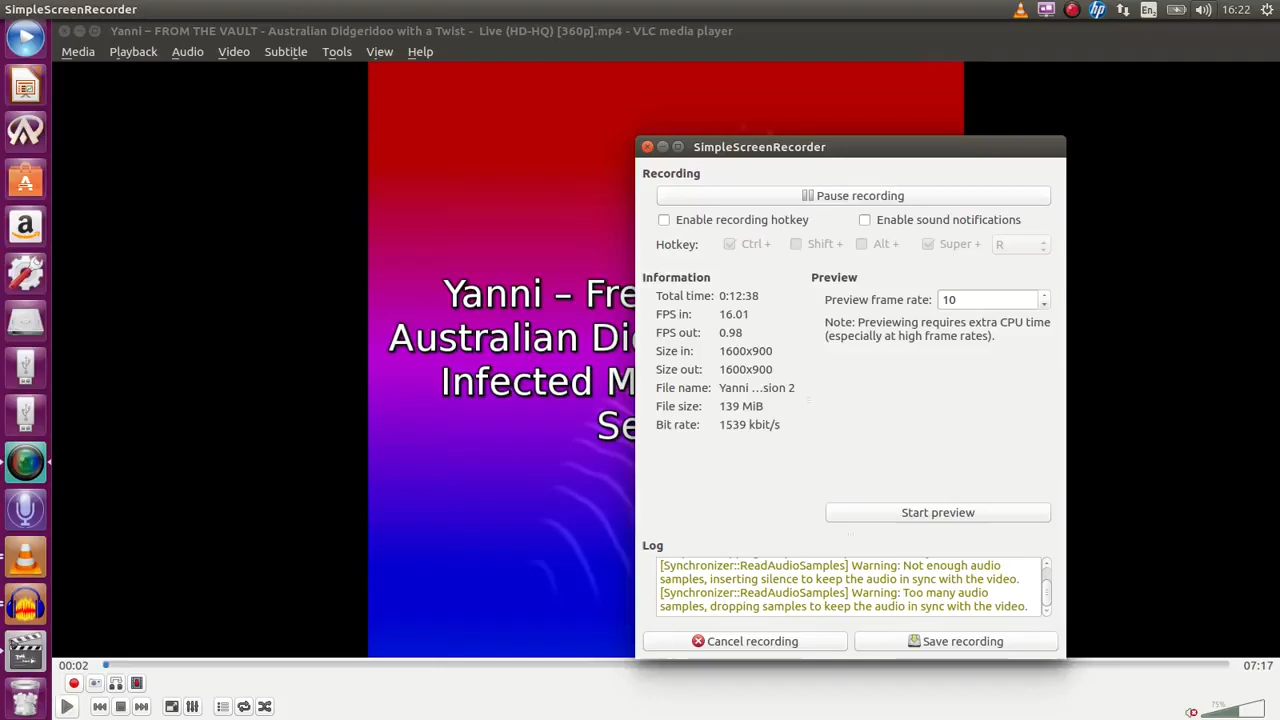 SimpleScreenRecorder
En
16:22
Yanni – FROM THE VAULT - Australian Didgeridoo with a Twist -  Live (HD-HQ) [360p].mp4 - VLC media player
Media Playback Audio Video Subtitle Tools View Help
Yanni – Fre
Australian Di
Infected M
Se
SimpleScreenRecorder
Recording
Pause recording
Enable recording hotkey
Enable sound notifications
Hotkey: Ctrl + Shift + Alt + Super + R
Information
Total time: 0:12:38
FPS in: 16.01
FPS out: 0.98
Size in: 1600x900
Size out: 1600x900
File name: Yanni ...sion 2
File size: 139 MiB
Bit rate: 1539 kbit/s
Preview
Preview frame rate: 10
Note: Previewing requires extra CPU time
(especially at high frame rates).
Start preview
Log
[Synchronizer::ReadAudioSamples] Warning: Not enough audio
samples, inserting silence to keep the audio in sync with the video.
[Synchronizer::ReadAudioSamples] Warning: Too many audio
samples, dropping samples to keep the audio in sync with the video.
Cancel recording
Save recording
00:02
07:17
75%